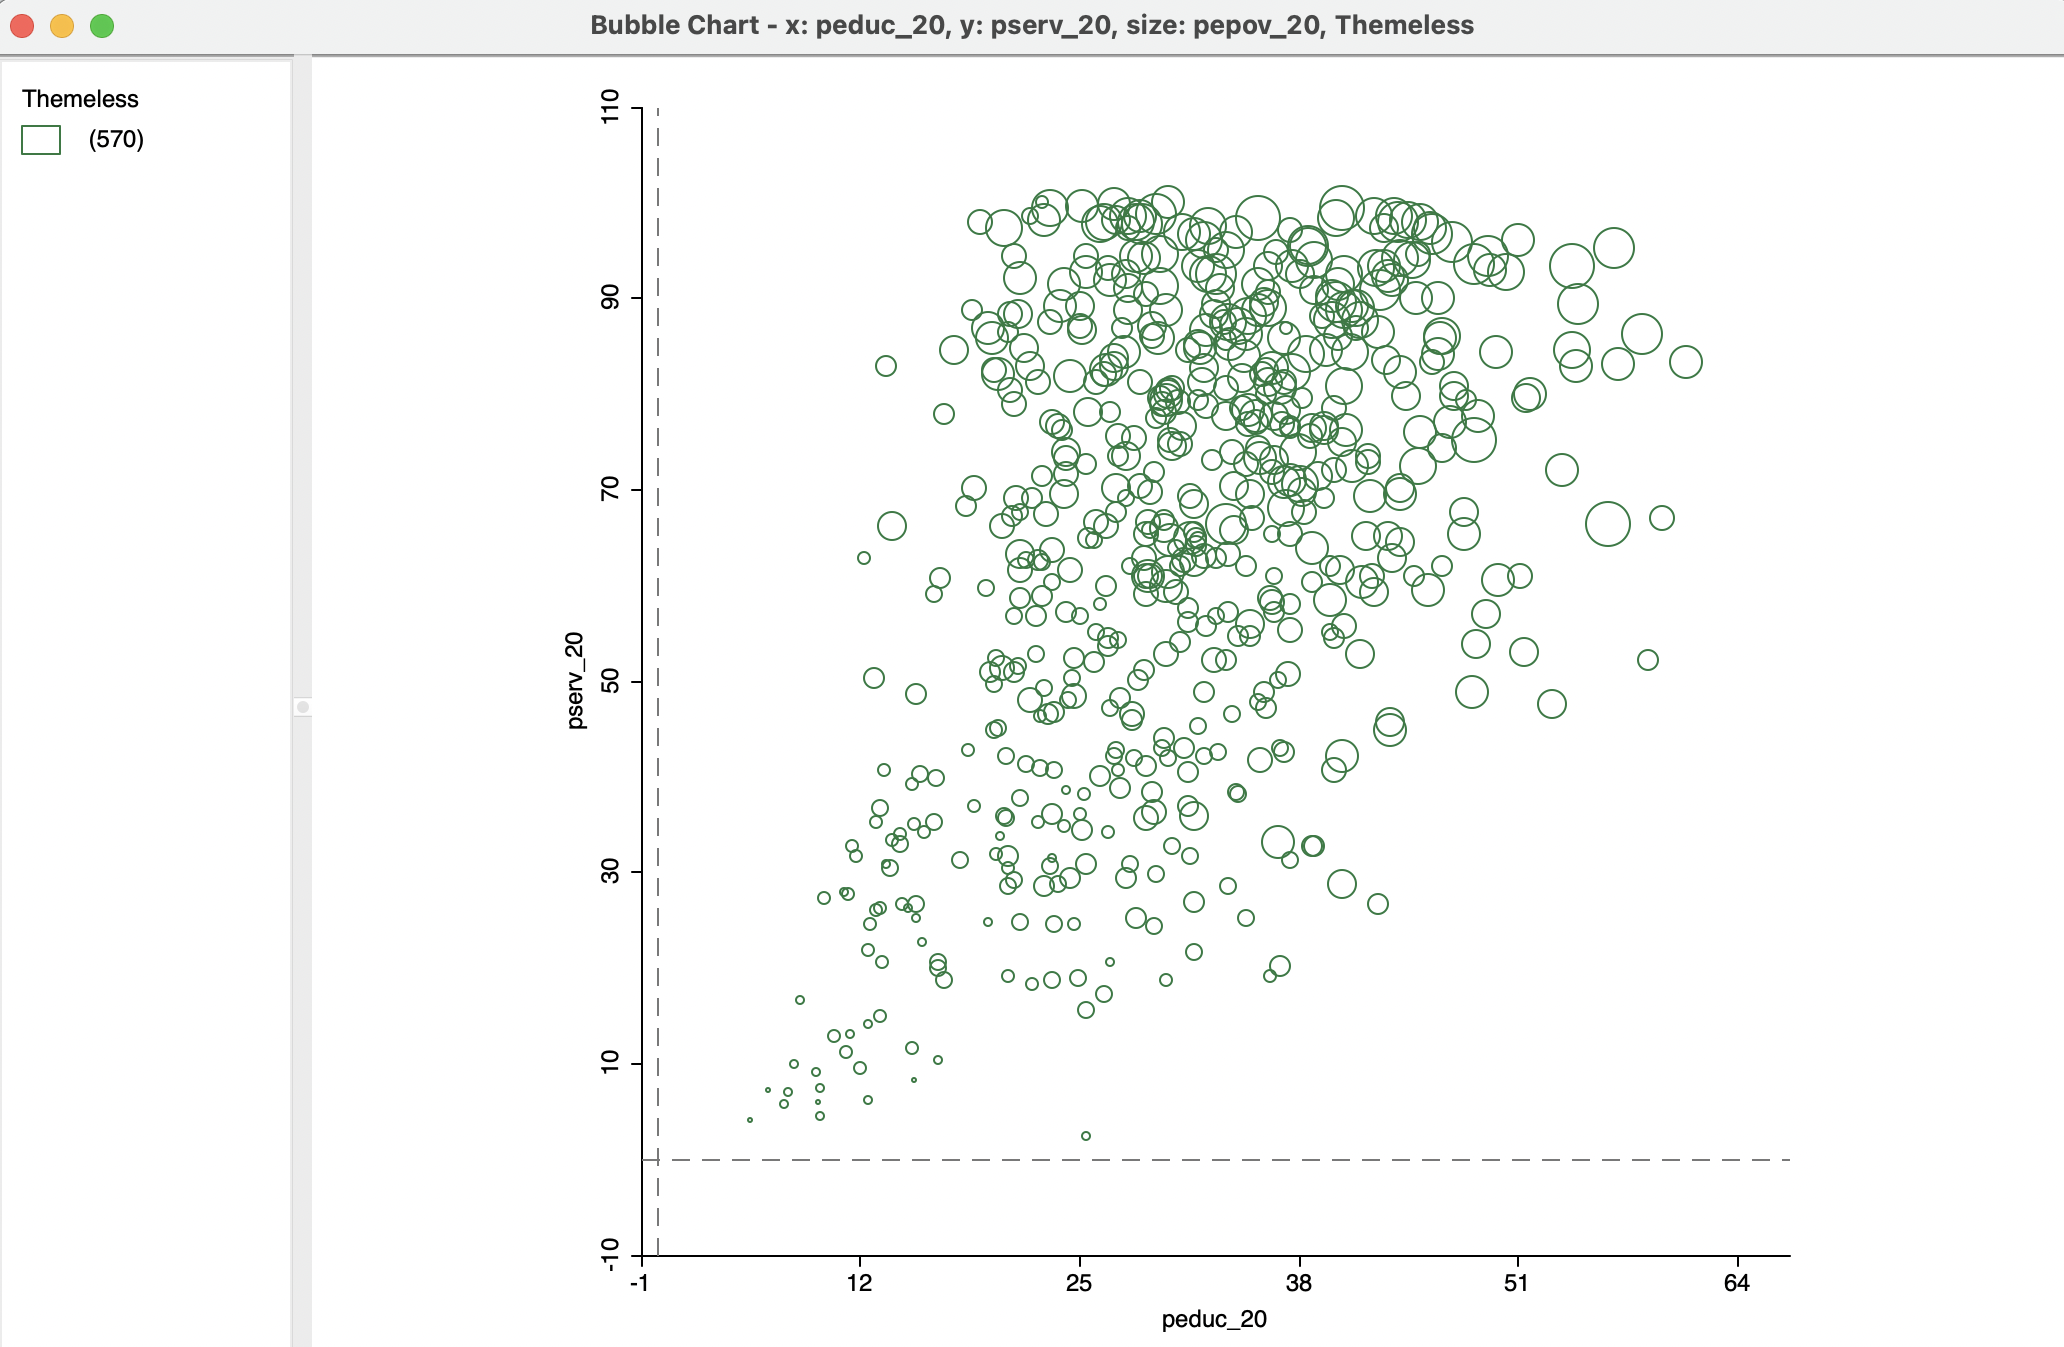 Bubble Chart - x: peduc_20, y: pserv_20, size: pepov_20, Themeless
Themeless
(570)
110
90
70
50
30
10
-10
pserv_20
-1 12 25 38 51 64
peduc_20